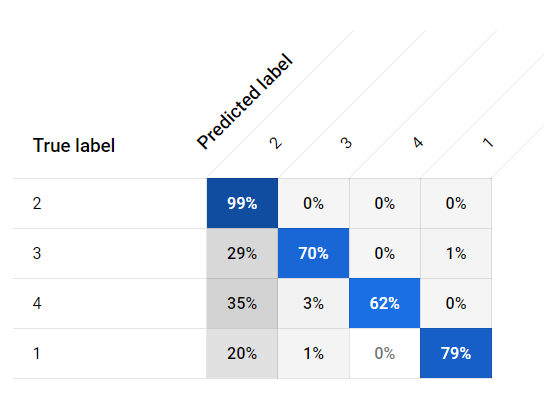 Predicted label
True label 2 3 4 1
2 99% 0% 0% 0%
3 29% 70% 0% 1%
4 35% 3% 62% 0%
1 20% 1% 0% 79%